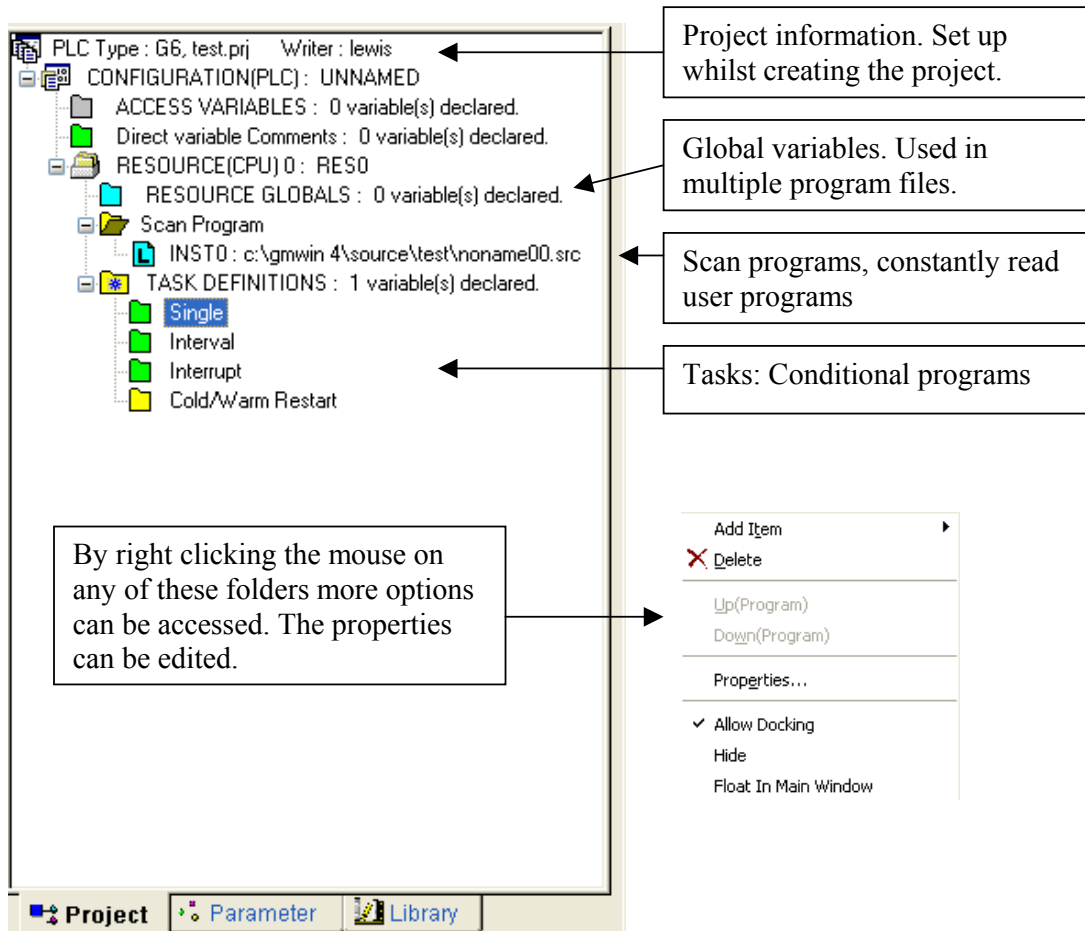 PLC Type : G6, test.prj Writer : lewis
CONFIGURATION(PLC) : UNNAMED
ACCESS VARIABLES : 0 variable(s) declared.
Direct variable Comments : 0 variable(s) declared.
RESOURCE(CPU) 0 : RES0
RESOURCE GLOBALS : 0 variable(s) declared.
Scan Program
L
INST0 : c:\gmwin 4\source\test\noname00.src
TASK DEFINITIONS : 1 variable(s) declared.
Single
Interval
Interrupt
Cold/Warm Restart
Project information. Set up
whilst creating the project.
Global variables. Used in
multiple program files.
Scan programs, constantly read
user programs
Tasks: Conditional programs
By right clicking the mouse on
any of these folders more options
can be accessed. The properties
can be edited.
Add Item
Delete
Up(Program)
Down(Program)
Properties...
Allow Docking
Hide
Float In Main Window
Project
Parameter
Library